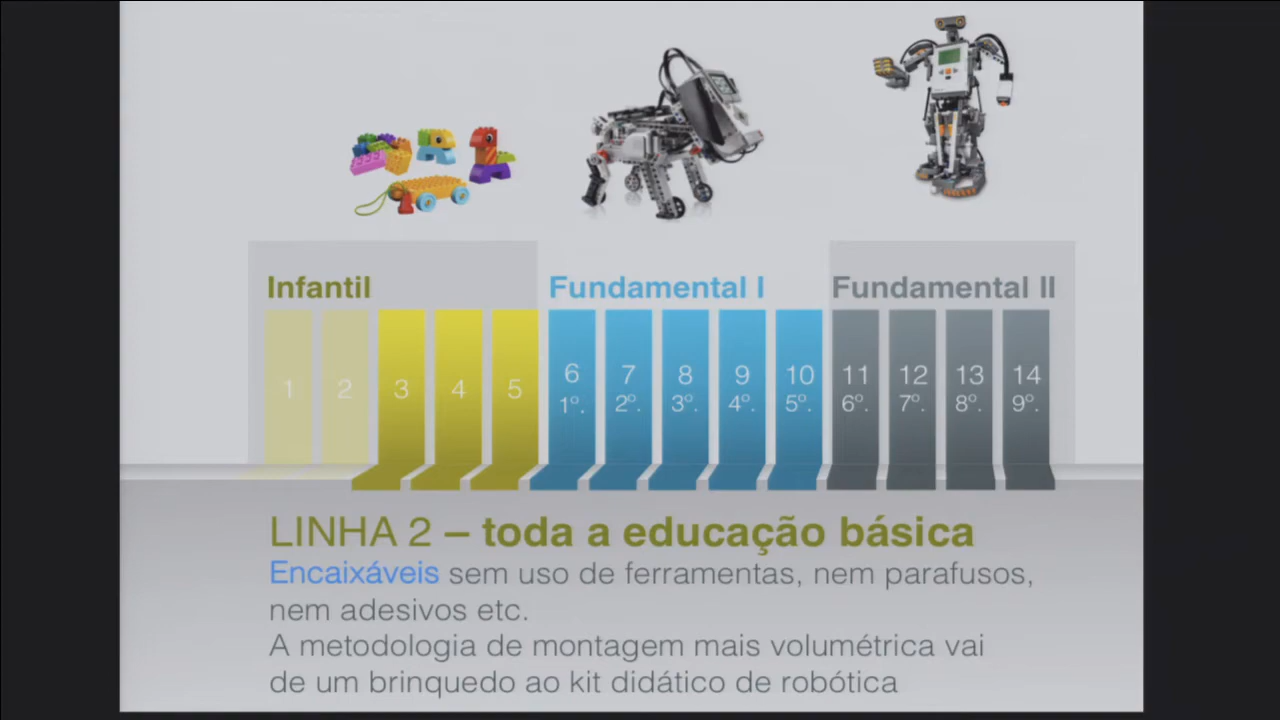 Infantil Fundamental I Fundamental II
1 2 3 4 5 6 7 8 9 10 11 12 13 14
1º. 2º. 3º. 4º. 5º. 6º. 7º. 8º. 9º.
LINHA 2 – toda a educação básica
Encaixáveis sem uso de ferramentas, nem parafusos,
nem adesivos etc.
A metodologia de montagem mais volumétrica vai
de um brinquedo ao kit didático de robótica